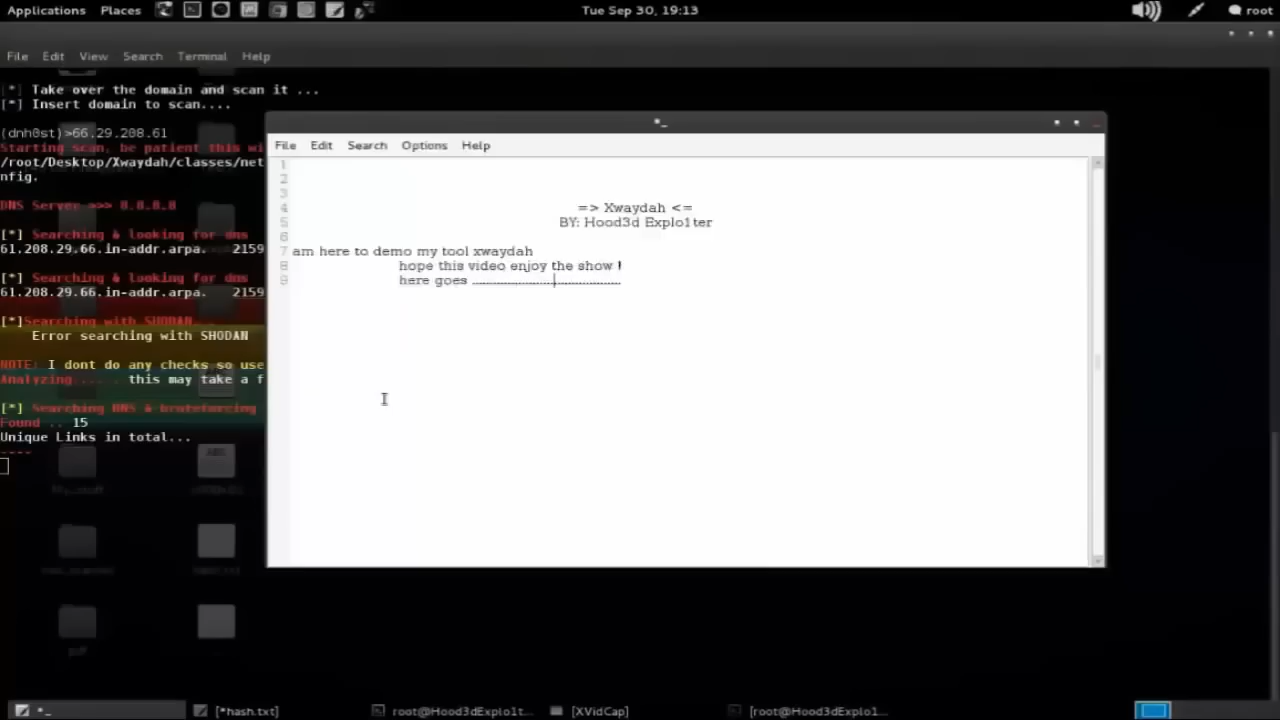 Applications Places Tue Sep 30, 19:13 root
File Edit View Search Terminal Help
[*] Take over the domain and scan it ...
[*] Insert domain to scan....
(dnh0st)>66.29.208.61
Starting scan, be patient this wi
/root/Desktop/Xwaydah/classes/net
nfig.
DNS Server >>> 8.8.8.8
[*] Searching & looking for dns
61.208.29.66.in-addr.arpa. 2159
[*] Searching & looking for dns
61.208.29.66.in-addr.arpa. 2159
[*]Searching with SHODAN...
Error searching with SHODAN
NOTE: I dont do any checks so use
Analyzing..... this may take a f
[*] Searching DNS & bruteforcing
Found .. 15
Unique Links in total...
----
*_
File Edit Search Options Help
1
2
3
4 => Xwaydah <=
5 BY: Hood3d Explo1ter
6
7 am here to demo my tool xwaydah
8 hope this video enjoy the show !
9 here goes ................................................
pdf
*_ [*hash.txt] root@Hood3dExplo1t... [XVidCap] [root@Hood3dExplo1...